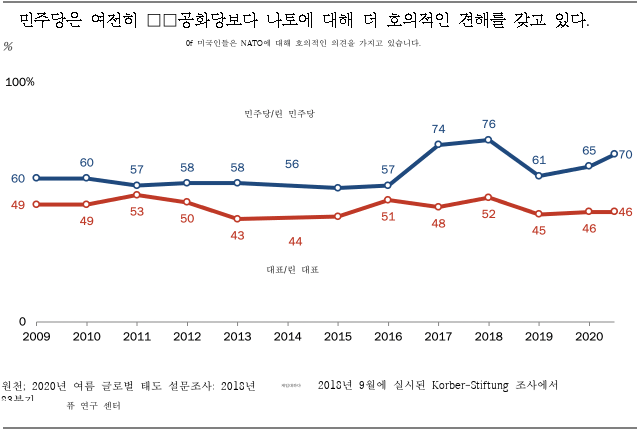 민주당은 여전히 □□공화당보다 나토에 대해 더 호의적인 견해를 갖고 있다.
% Of 미국인들은 NATO에 대해 호의적인 의견을 가지고 있습니다.
100%
민주당/린 민주당
60 60 57 58 58 56 57 74 76 61 65 70
49 49 53 50 43 44 51 48 52 45 46 46
대표/린 대표
0
2009 2010 2011 2012 2013 2014 2015 2016 2017 2018 2019 2020
원천; 2020년 여름 글로벌 태도 설문조사: 2018년 2018년 9월에 실시된 Korber-Stiftung 조사에서
퓨 연구 센터